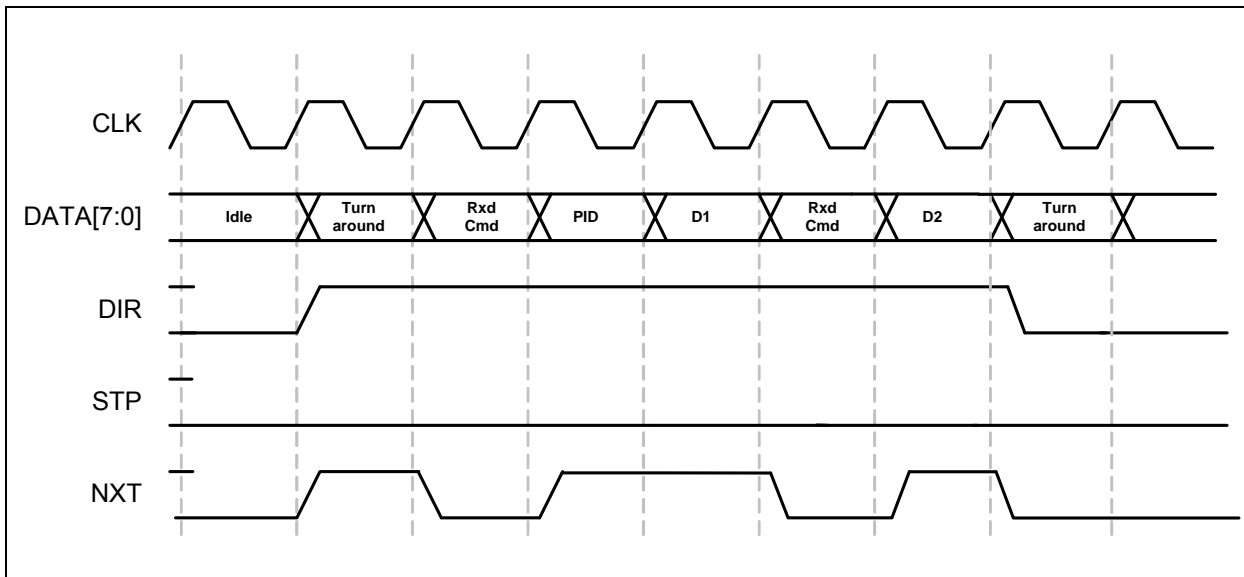 CLK
DATA[7:0]
Idle
Turn
around
Rxd
Cmd
PID
D1
Rxd
Cmd
D2
Turn
around
DIR
STP
NXT